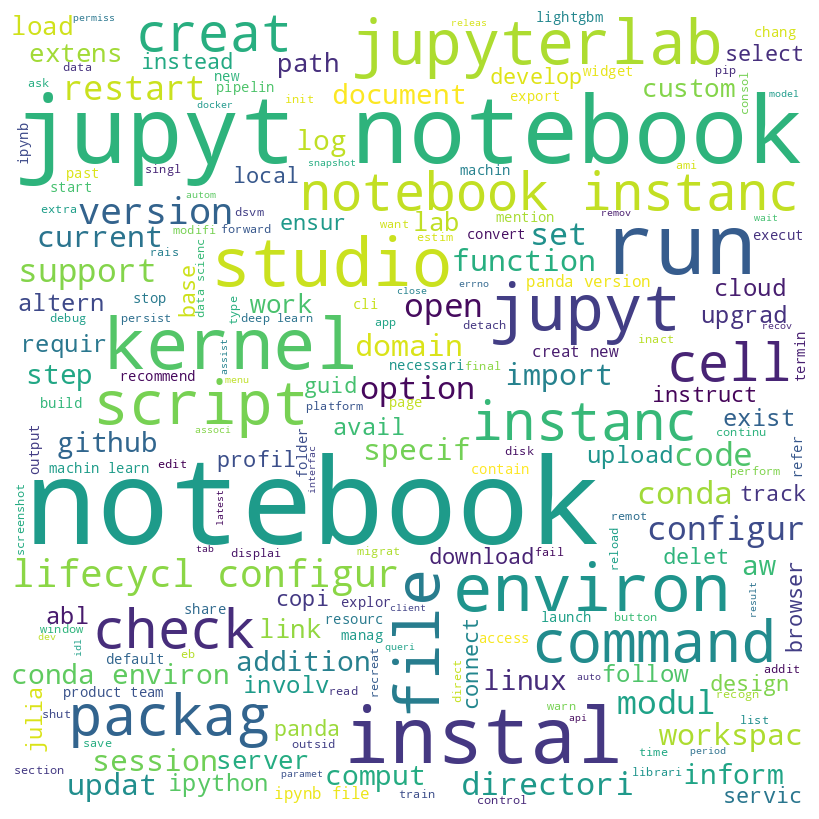 permiss
releas
lightgbm
load
creat
jupyterlab
chang
extens
instead
path
select
ask
data
new
pipelin
develop
widget
pip
consol
restart
document
export
custom
model
docker
init
jupyt notebook
ipynb
log
snapshot
past
singl
local
notebook instanc
machin
ami
start
autom
extra
version
modifi
forward
dsvm
ensur
want
lab
mention
remov
wait
current
rais
data scienc
studio
estim
convert
set
run
execut
support
stop
base
close
errno
function
panda version
cloud
altern
persist
type
work
cli
open
detach
jupyt
upgrad
inact
recov
debug
deep learn
app
requir
kernel
assist
domain
creat new
cell
termin
step
recommend
menu
guid
necessari
final
option
import
instruct
build
script
platform
page
instanc
exist
associ
avail
output
github
profil
folder
interfac
specif
disk
upload
code
continu
refer
machin learn
edit
contain
perform
screenshot
latest
notebook
conda
track
remot
tab
displai
migrat
download
fail
reload
configur
browser
lifecycl configur
file
environ
delet
aw
result
copi
explor
client
share
resourc
launch
button
abl
window
check
link
manag
queri
connect
access
command
dev
idl
eb
default
addition
recreat
direct
addit
conda environ
product team
involv
read
linux
auto
follow
design
recogn
julia
shut
save
packag
panda
outsid
instal
warn
api
modul
list
workspac
session
server
time
period
section
updat
ipython
paramet
comput
directori
librari
inform
ipynb file
train
control
servic